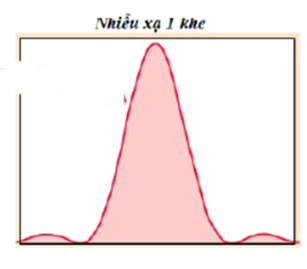 Nhiễu xạ 1 khe